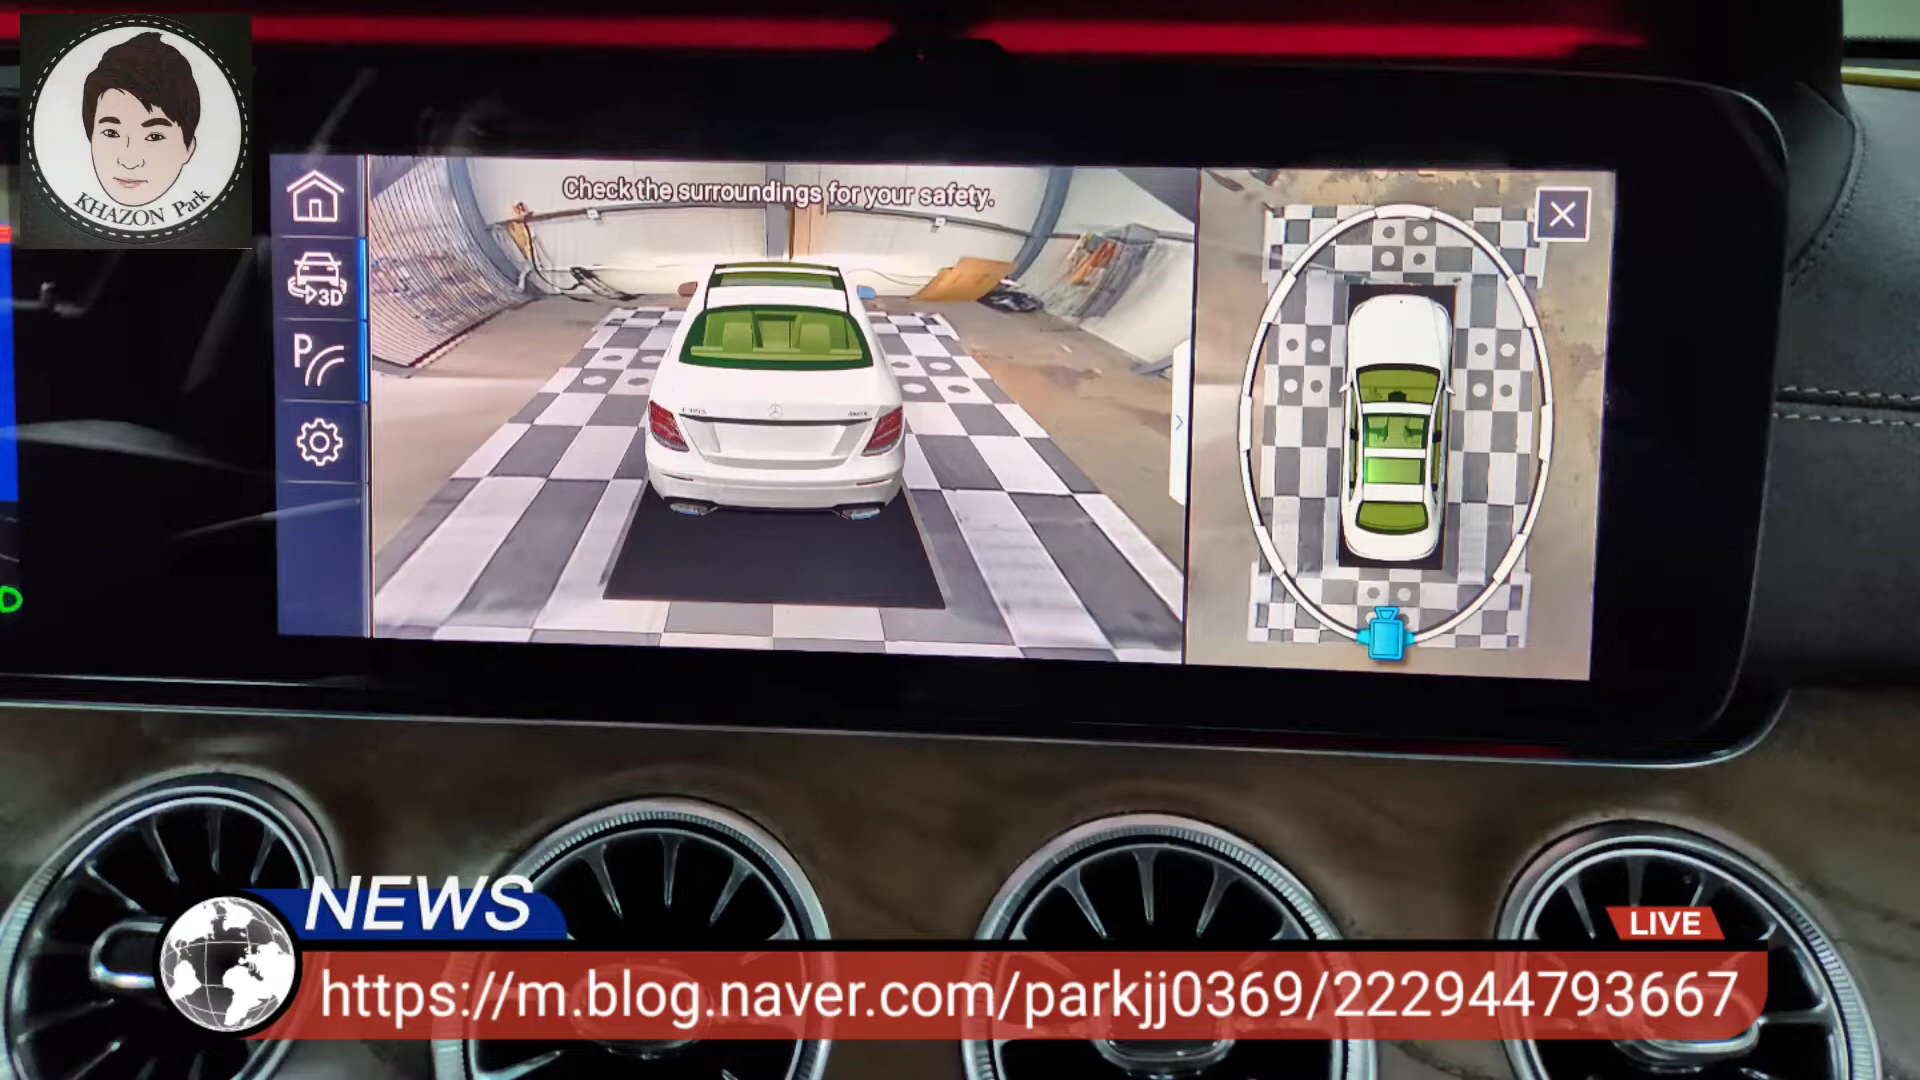 KHAZON Park
Check the surroundings for your safety.
3D
P
NEWS
LIVE
https://m.blog.naver.com/parkjj0369/222944793667